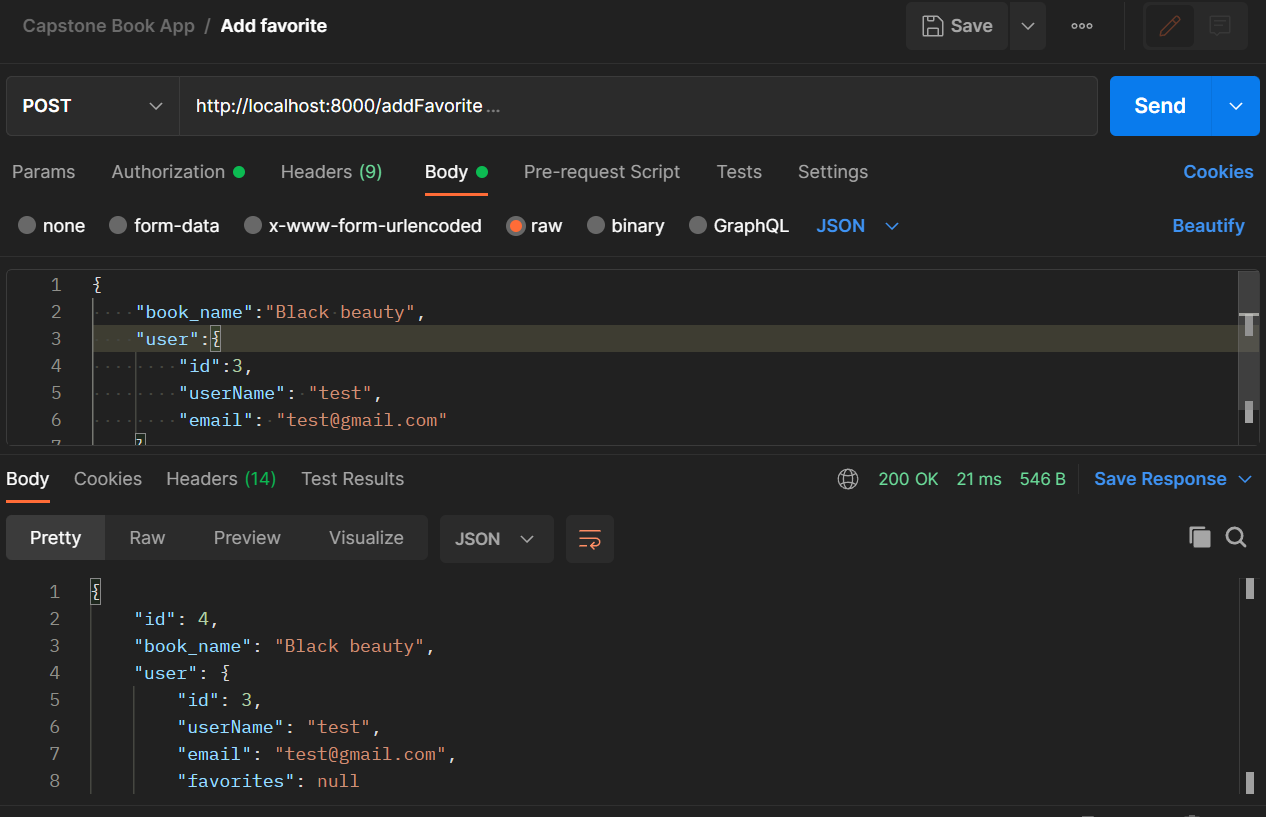 Capstone Book App / Add favorite
Save
POST
http://localhost:8000/addFavorite ...
Send
Params Authorization Headers (9) Body Pre-request Script Tests Settings Cookies
none form-data x-www-form-urlencoded raw binary GraphQL JSON Beautify
1 {
2 "book_name":"Black beauty",
3 "user":{
4 "id":3,
5 "userName": "test",
6 "email": "test@gmail.com"
7 }
Body Cookies Headers (14) Test Results 200 OK 21 ms 546 B Save Response
Pretty Raw Preview Visualize JSON
1 {
2 "id": 4,
3 "book_name": "Black beauty",
4 "user": {
5 "id": 3,
6 "userName": "test",
7 "email": "test@gmail.com",
8 "favorites": null